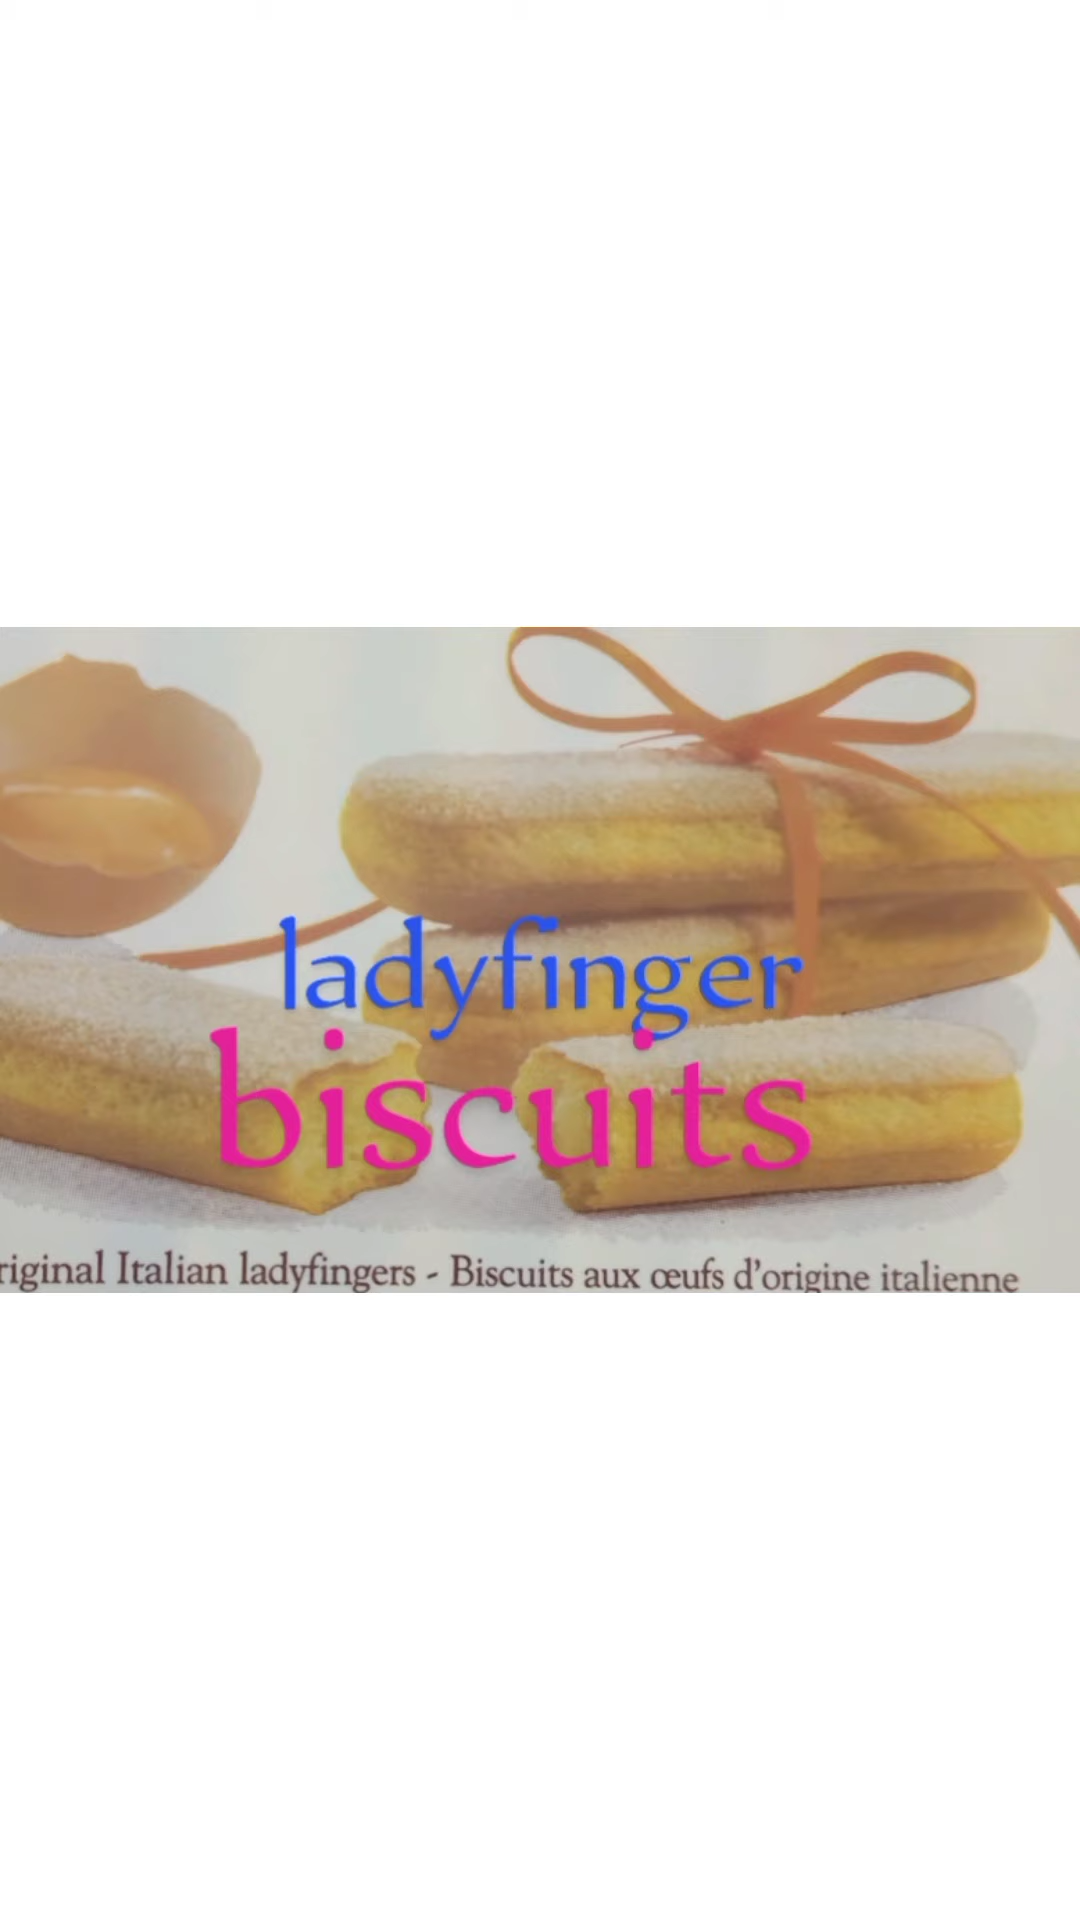 ladyfinger
biscuits
riginal Italian ladyfingers - Biscuits aux œufs d'origine italienne